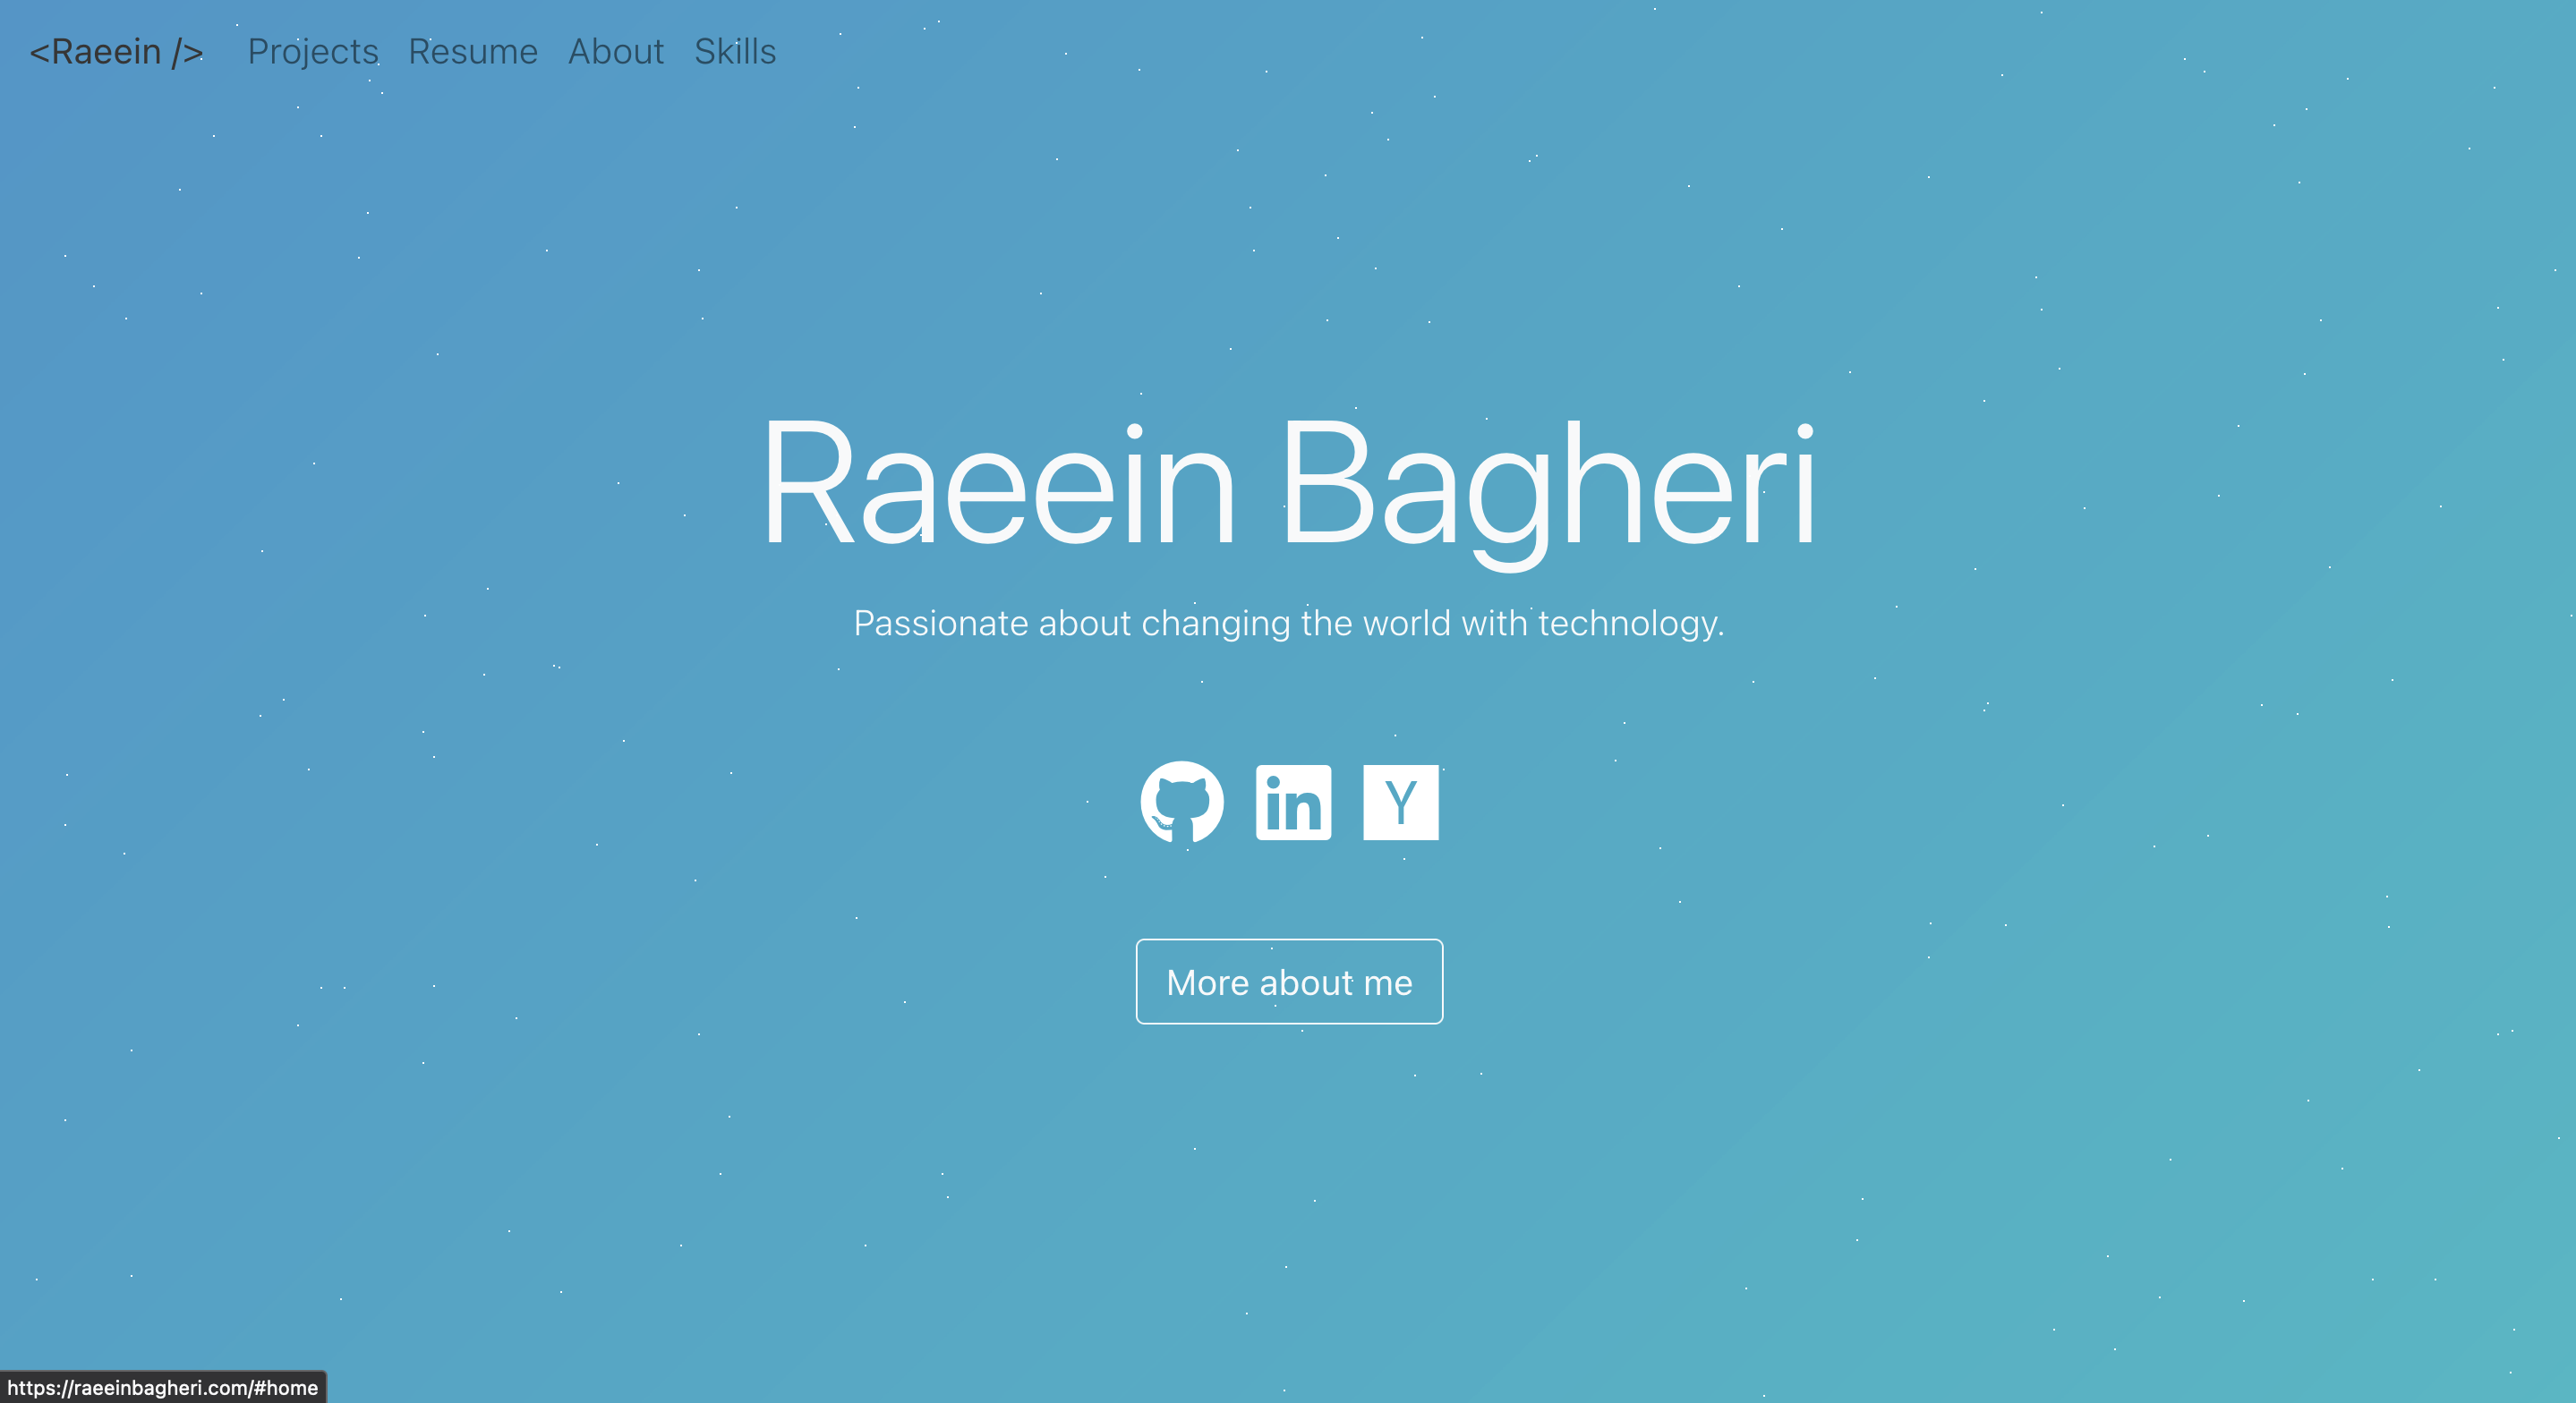 <Raeein /> Projects Resume About Skills
Raeein Bagheri
Passionate about changing the world with technology.
in Y
More about me
https://raeeinbagheri.com/#home